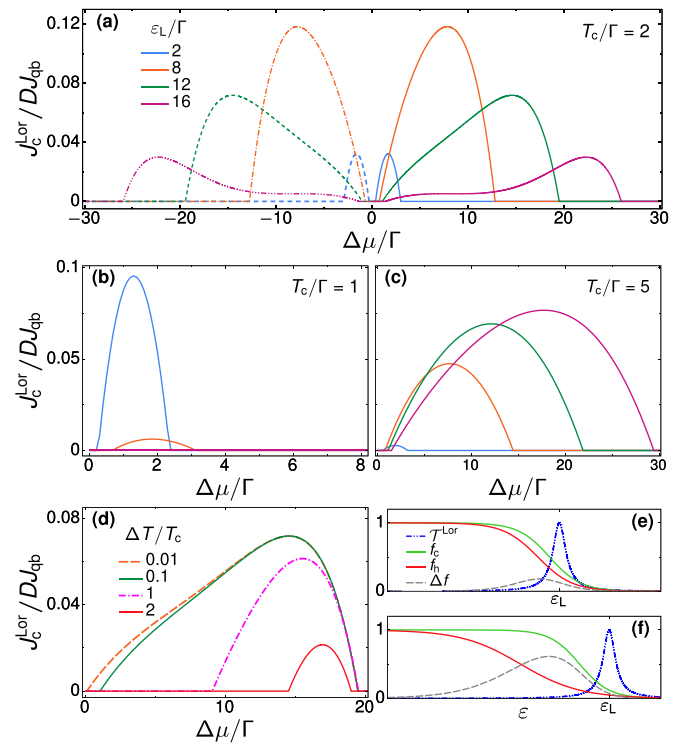 (a)
ε_L/Γ
2
8
12
16
T_c/Γ = 2
J_c^Lor / DJ_qb
0.12
0.08
0.04
0
−30
−20
−10
0
10
20
30
Δμ/Γ
(b)
T_c/Γ = 1
J_c^Lor / DJ_qb
0.1
0.05
0
0
2
4
6
8
Δμ/Γ
(c)
T_c/Γ = 5
0
10
20
30
Δμ/Γ
(d)
ΔT/T_c
0.01
0.1
1
2
J_c^Lor / DJ_qb
0.08
0.04
0
0
10
20
Δμ/Γ
(e)
𝒯^Lor
f_c
f_h
Δf
1
0
ε_L
(f)
1
0
ε
ε_L